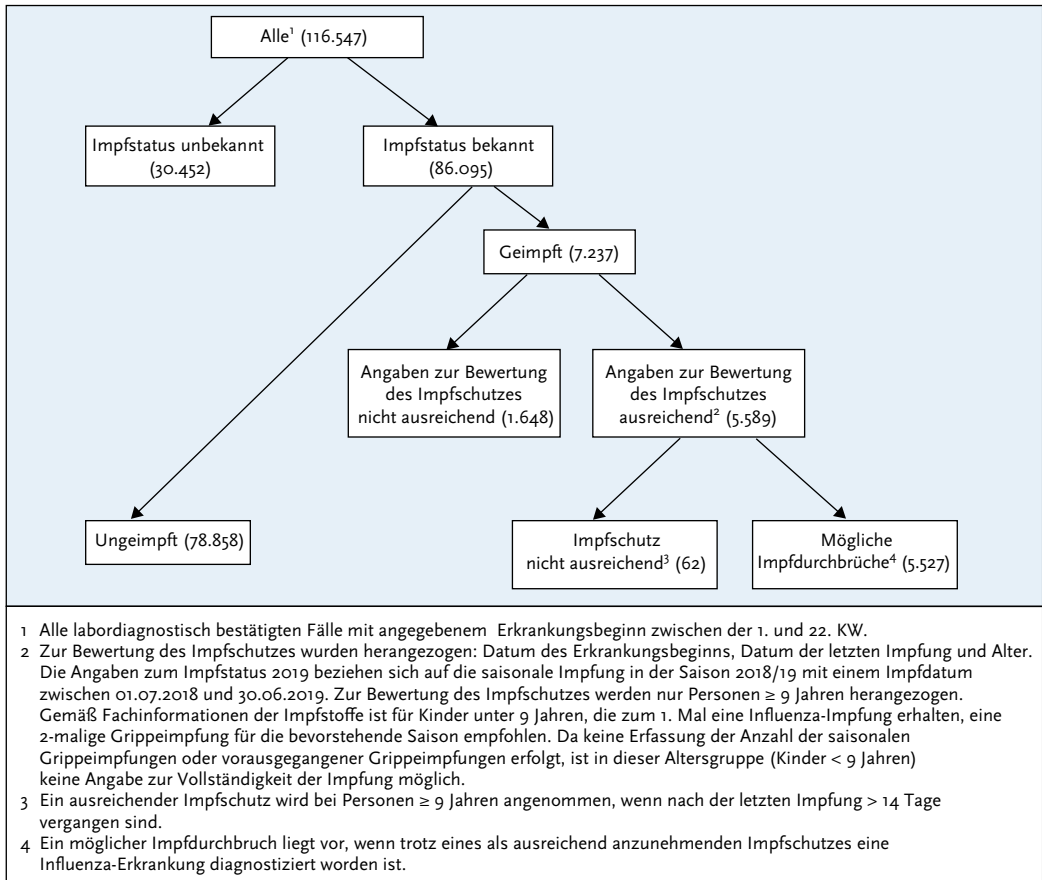 Alle¹ (116.547)
Impfstatus unbekannt
(30.452)
Impfstatus bekannt
(86.095)
Geimpft (7.237)
Angaben zur Bewertung
des Impfschutzes
nicht ausreichend (1.648)
Angaben zur Bewertung
des Impfschutzes
ausreichend² (5.589)
Ungeimpft (78.858)
Impfschutz
nicht ausreichend³ (62)
Mögliche
Impfdurchbrüche⁴ (5.527)
1 Alle labordiagnostisch bestätigten Fälle mit angegebenem Erkrankungsbeginn zwischen der 1. und 22. KW.
2 Zur Bewertung des Impfschutzes wurden herangezogen: Datum des Erkrankungsbeginns, Datum der letzten Impfung und Alter.
Die Angaben zum Impfstatus 2019 beziehen sich auf die saisonale Impfung in der Saison 2018/19 mit einem Impfdatum
zwischen 01.07.2018 und 30.06.2019. Zur Bewertung des Impfschutzes werden nur Personen ≥ 9 Jahren herangezogen.
Gemäß Fachinformationen der Impfstoffe ist für Kinder unter 9 Jahren, die zum 1. Mal eine Influenza-Impfung erhalten, eine
2-malige Grippeimpfung für die bevorstehende Saison empfohlen. Da keine Erfassung der Anzahl der saisonalen
Grippeimpfungen oder vorausgegangener Grippeimpfungen erfolgt, ist in dieser Altersgruppe (Kinder < 9 Jahren)
keine Angabe zur Vollständigkeit der Impfung möglich.
3 Ein ausreichender Impfschutz wird bei Personen ≥ 9 Jahren angenommen, wenn nach der letzten Impfung > 14 Tage
vergangen sind.
4 Ein möglicher Impfdurchbruch liegt vor, wenn trotz eines als ausreichend anzunehmenden Impfschutzes eine
Influenza-Erkrankung diagnostiziert worden ist.